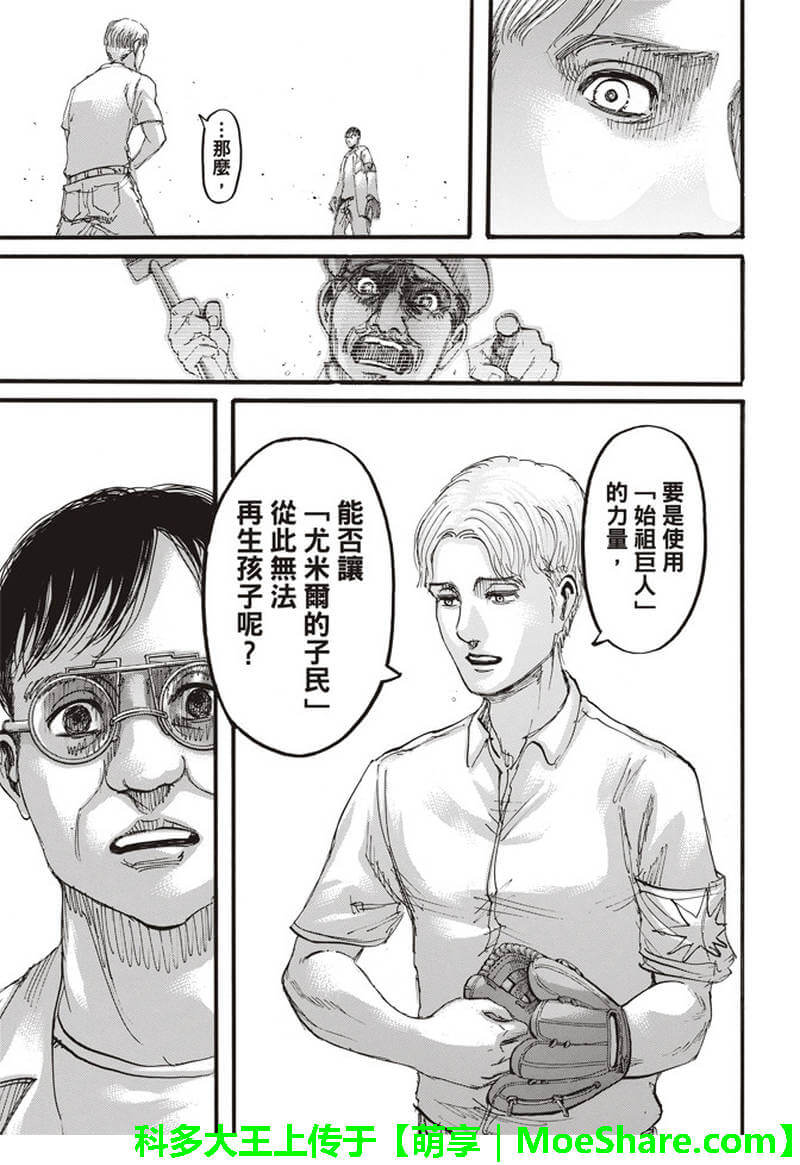 …那麼，
要是使用
「始祖巨人」
的力量，
能否讓
「尤米爾的子民」
從此無法
再生孩子呢？
科多大王上传于【萌享|MoeShare.com】